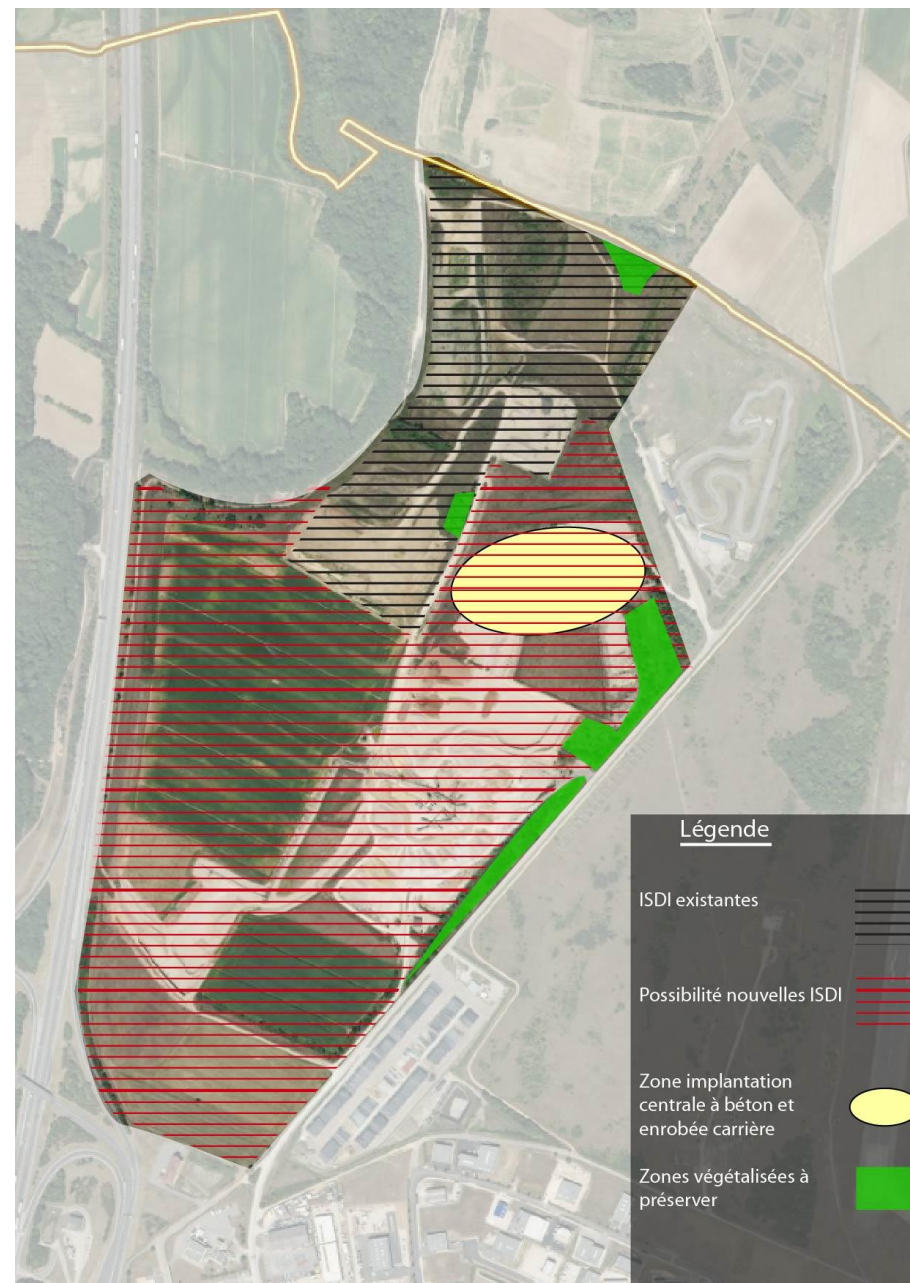 Légende
ISDI existantes
Possibilité nouvelles ISDI
Zone implantation
centrale à béton et
enrobée carrière
Zones végétalisées à
préserver